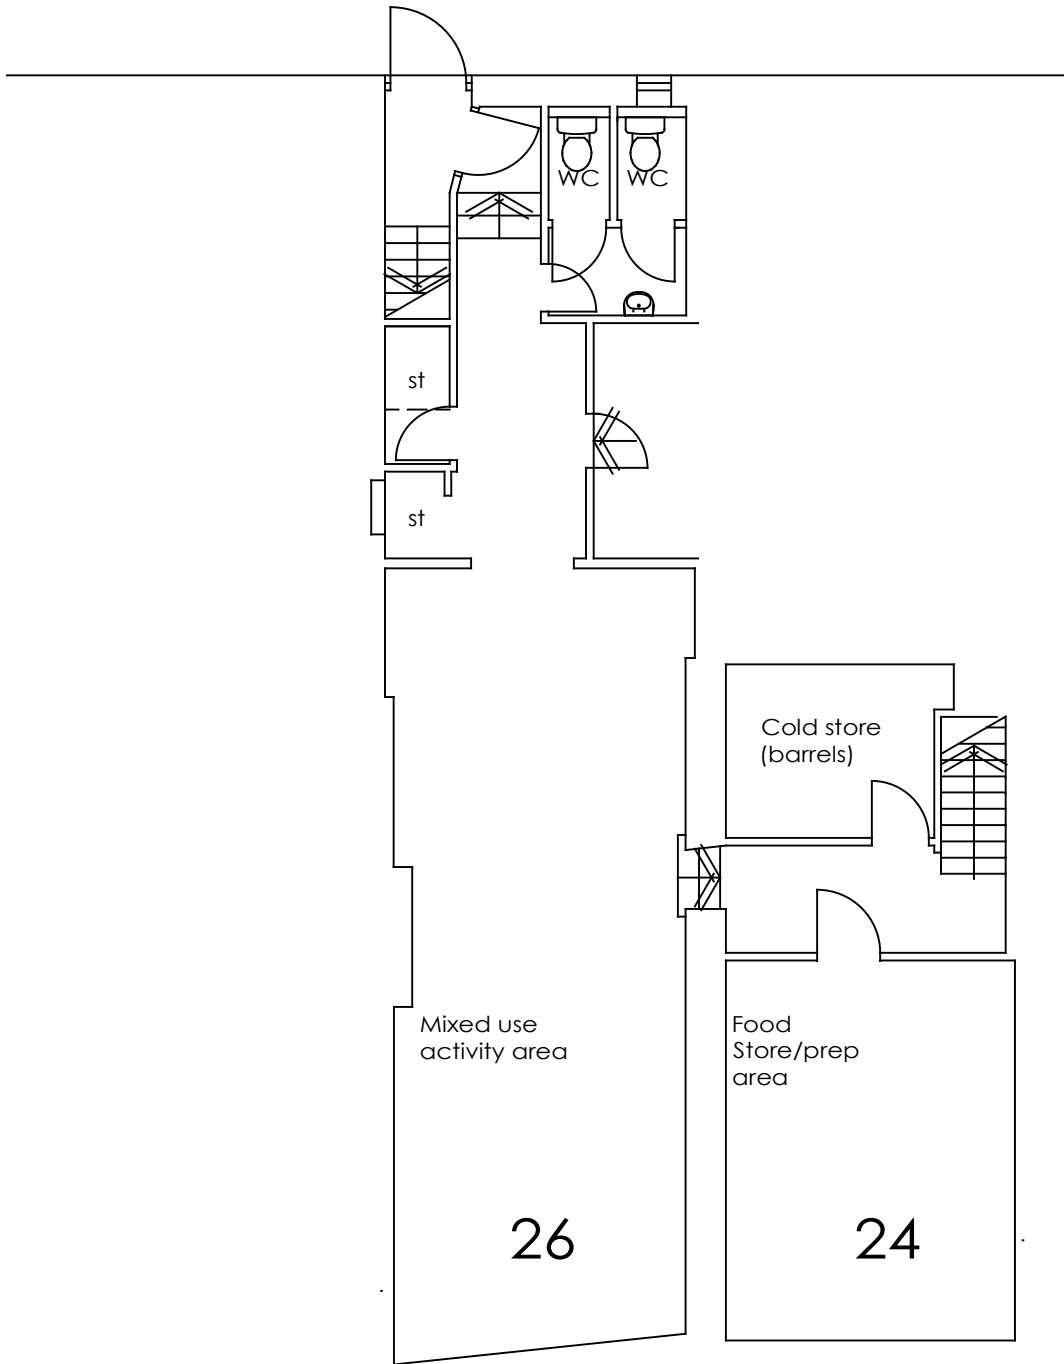 WC
WC
st
st
Cold store
(barrels)
Mixed use
activity area
Food
Store/prep
area
26
24